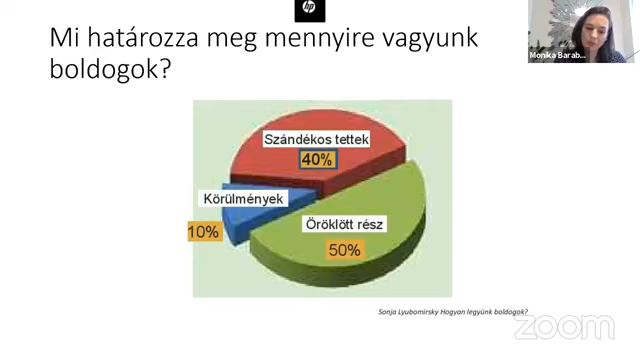 hp
Mi határozza meg mennyire vagyunk
boldogok?
Monika Barab...
Szándékos tettek
40%
Körülmények
10%
Öröklött rész
50%
Sonja Lyubomirsky Hogyan legyünk boldogok?
zoom